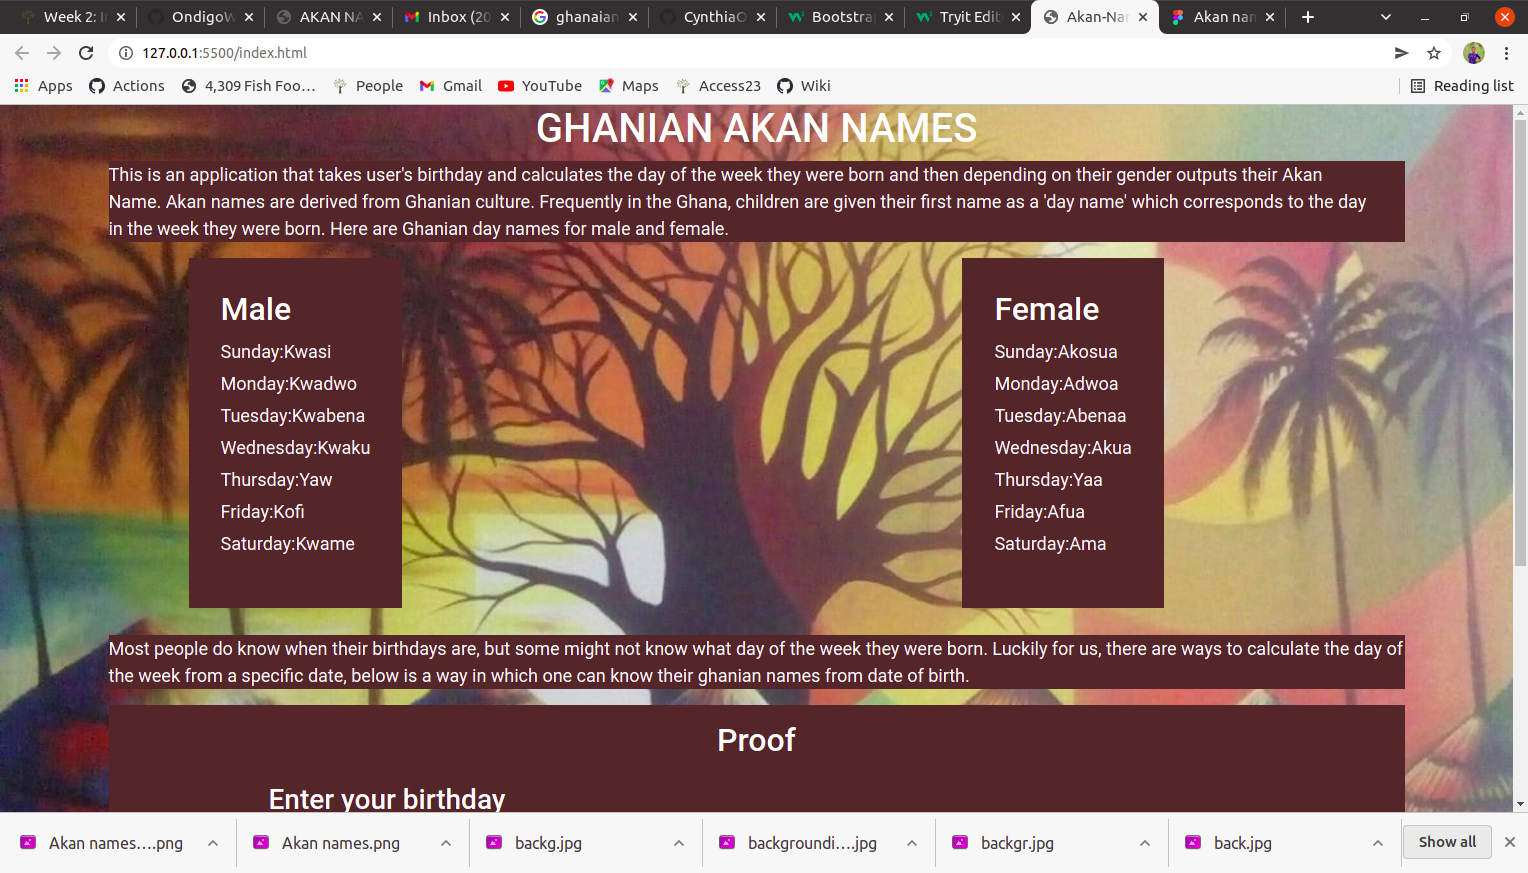 Week 2: I
OndigoW
AKAN NA
Inbox (20
ghanaian
CynthiaO
Bootstrap
Tryit Edit
Akan-Nar
Akan nam
127.0.0.1:5500/index.html
Apps
Actions
4,309 Fish Foo…
People
Gmail
YouTube
Maps
Access23
Wiki
Reading list
GHANIAN AKAN NAMES
This is an application that takes user's birthday and calculates the day of the week they were born and then depending on their gender outputs their Akan
Name. Akan names are derived from Ghanian culture. Frequently in the Ghana, children are given their first name as a 'day name' which corresponds to the day
in the week they were born. Here are Ghanian day names for male and female.
Male
Sunday:Kwasi
Monday:Kwadwo
Tuesday:Kwabena
Wednesday:Kwaku
Thursday:Yaw
Friday:Kofi
Saturday:Kwame
Female
Sunday:Akosua
Monday:Adwoa
Tuesday:Abenaa
Wednesday:Akua
Thursday:Yaa
Friday:Afua
Saturday:Ama
Most people do know when their birthdays are, but some might not know what day of the week they were born. Luckily for us, there are ways to calculate the day of
the week from a specific date, below is a way in which one can know their ghanian names from date of birth.
Proof
Enter your birthday
Akan names….png
Akan names.png
backg.jpg
backgroundi….jpg
backgr.jpg
back.jpg
Show all